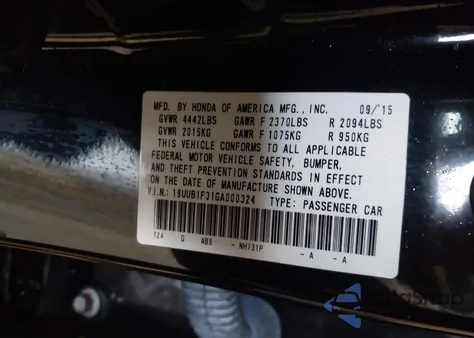 MFD. BY HONDA OF AMERICA MFG., INC. 09/'15
GVWR 4442LBS GAWR F 2370LBS R 2094LBS
GVWR 2015KG GAWR F 1075KG R 950KG
THIS VEHICLE CONFORMS TO ALL APPLICABLE
FEDERAL MOTOR VEHICLE SAFETY, BUMPER,
AND THEFT PREVENTION STANDARDS IN EFFECT
ON THE DATE OF MANUFACTURE SHOWN ABOVE.
V.I.N.: 19UUB1F31GA000324 TYPE: PASSENGER CAR
TZ4 G AB9 - NH731P - A - A
DataSnap